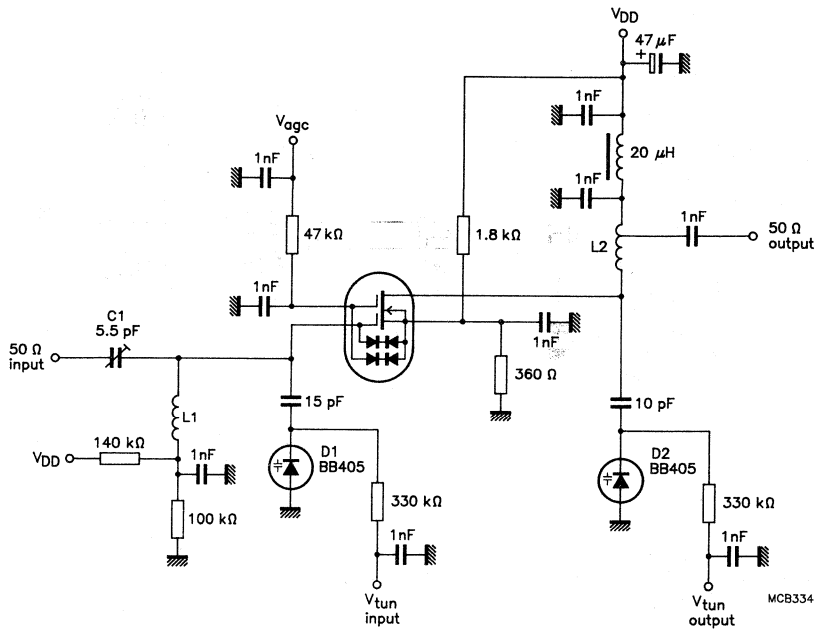 VDD
47 µF
+
1nF
Vagc
20 µH
1nF
1nF
1nF
50 Ω
output
47 kΩ
1.8 kΩ
L2
1nF
C1
5.5 pF
1nF
50 Ω
input
360 Ω
15 pF
10 pF
L1
140 kΩ
VDD
D1
BB405
D2
BB405
1nF
330 kΩ
330 kΩ
100 kΩ
1nF
1nF
Vtun
input
Vtun
output
MCB334